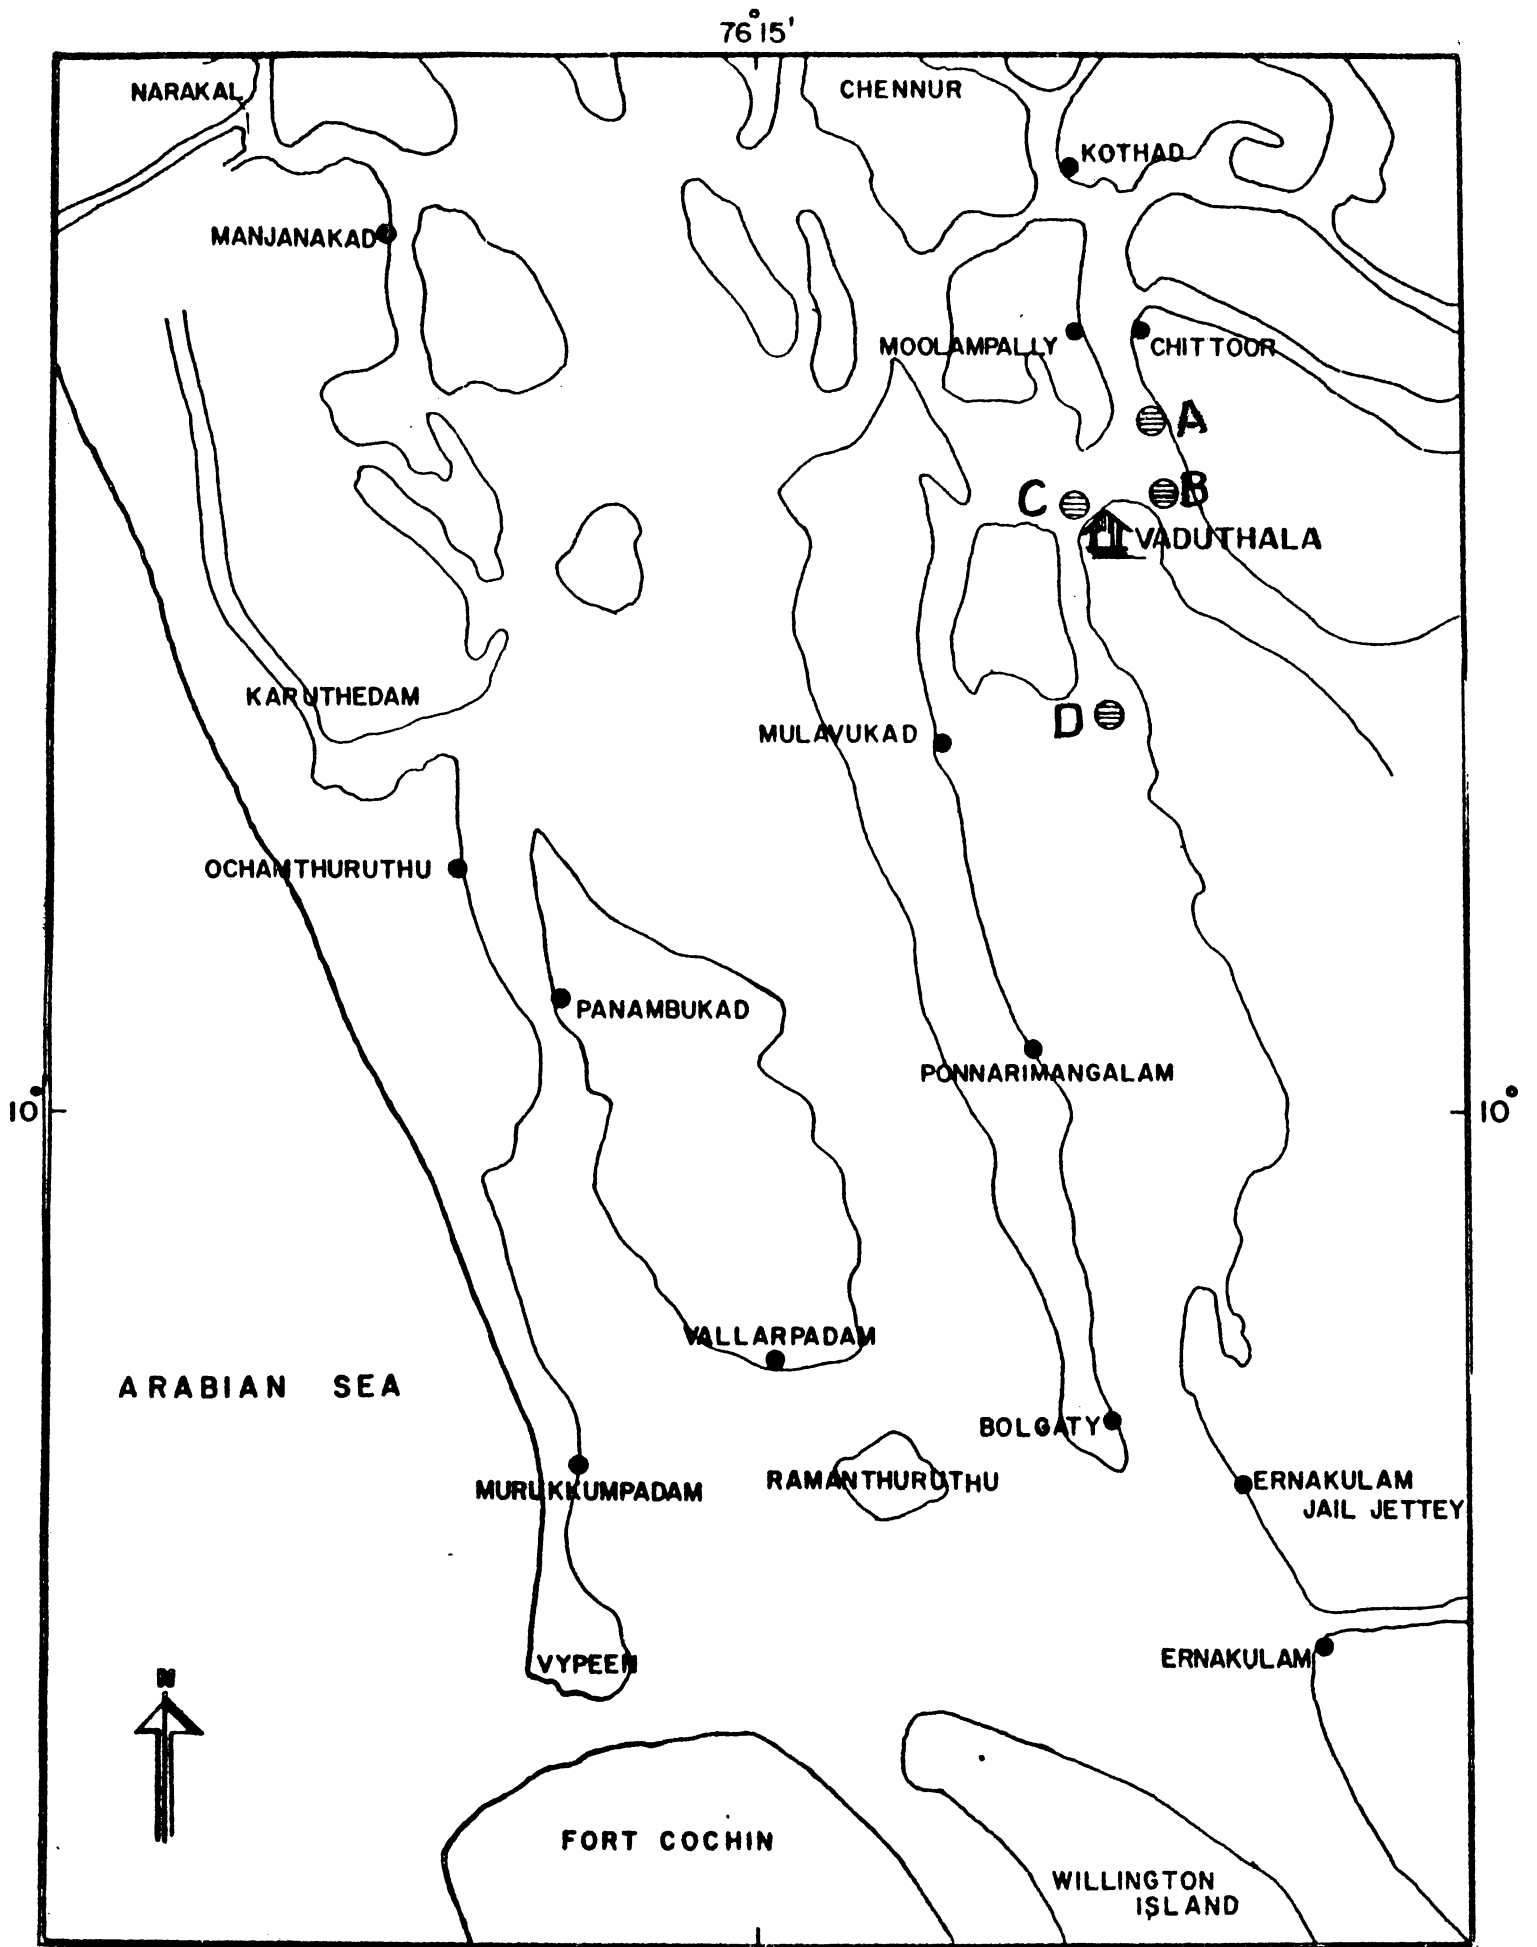 76°15'
NARAKAL
CHENNUR
KOTHAD
MANJANAKAD
MOOLAMPALLY
CHITTOOR
A
B
C
VADUTHALA
KARUTHEDAM
D
MULAVUKAD
OCHAMTHURUTHU
PANAMBUKAD
PONNARIMANGALAM
10°
10°
VALLARPADAM
ARABIAN SEA
BOLGATY
RAMANTHURUTHU
MURUKKUMPADAM
ERNAKULAM
JAIL JETTEY
VYPEEN
ERNAKULAM
N
FORT COCHIN
WILLINGTON
ISLAND